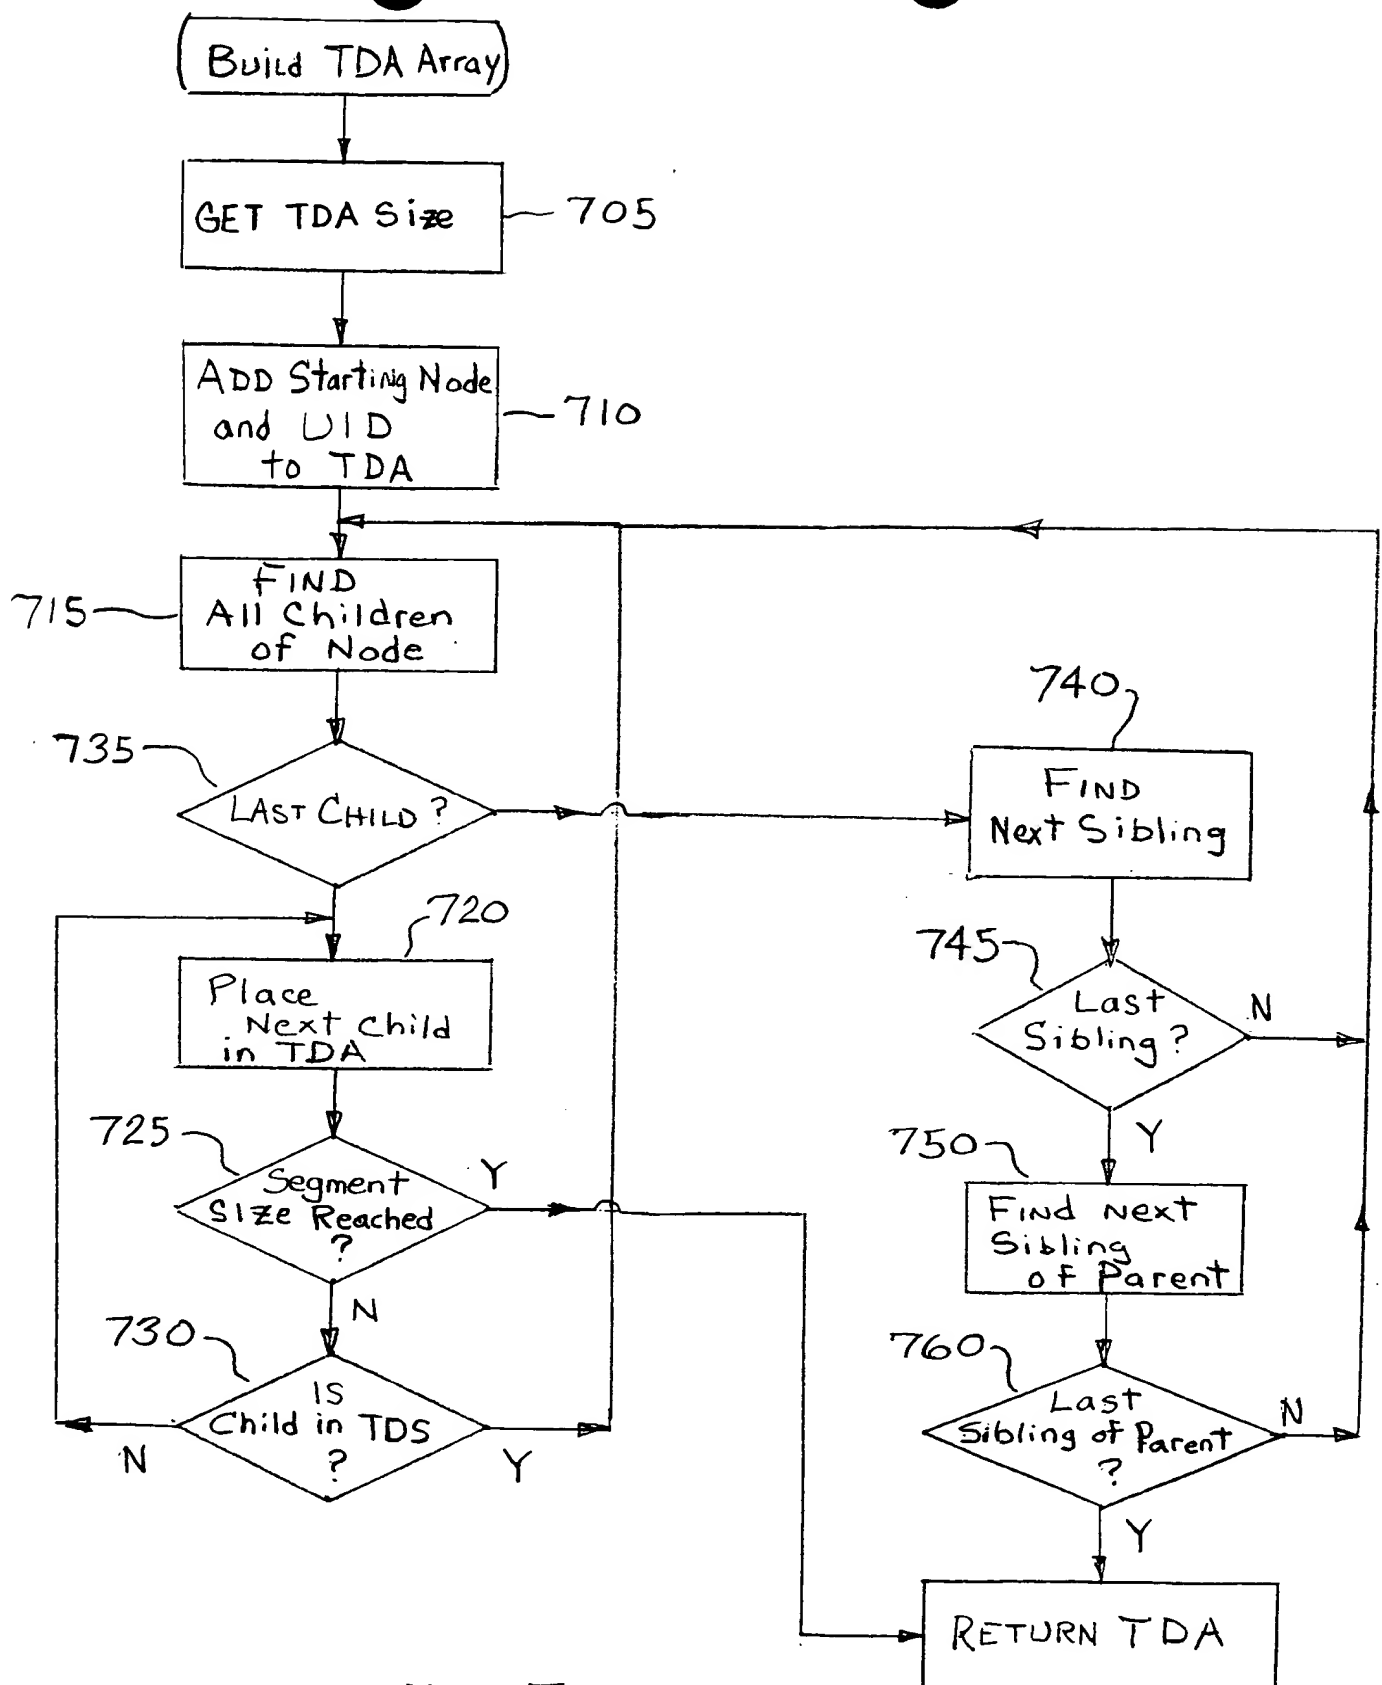 Build TDA Array
GET TDA Size
705
ADD Starting Node
and UID
to TDA
710
FIND
All Children
of Node
715
735
LAST CHILD ?
740
FIND
Next Sibling
720
Place
Next Child
in TDA
745
Last
Sibling ?
N
Y
725
Segment
Size Reached
?
Y
N
750
Find next
Sibling
of Parent
730
IS
Child in TDS
?
N
Y
760
Last
Sibling of Parent
?
N
Y
RETURN TDA